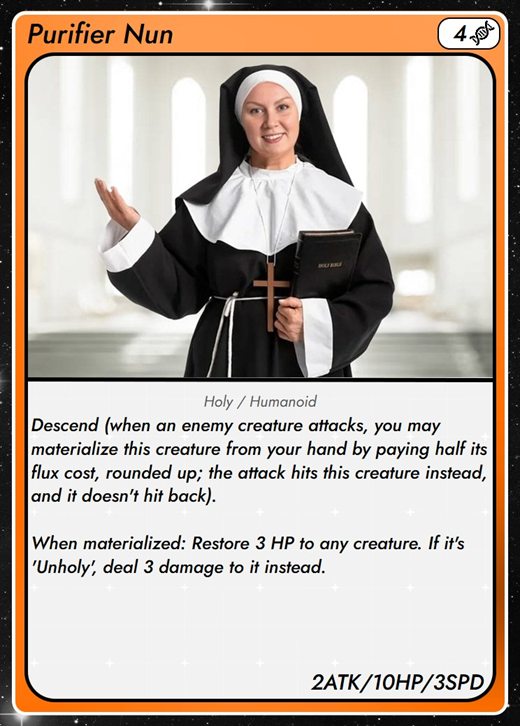 Purifier Nun
4
HOLY BIBLE
Holy / Humanoid
Descend (when an enemy creature attacks, you may
materialize this creature from your hand by paying half its
flux cost, rounded up; the attack hits this creature instead,
and it doesn't hit back).
When materialized: Restore 3 HP to any creature. If it's
'Unholy', deal 3 damage to it instead.
2ATK/10HP/3SPD